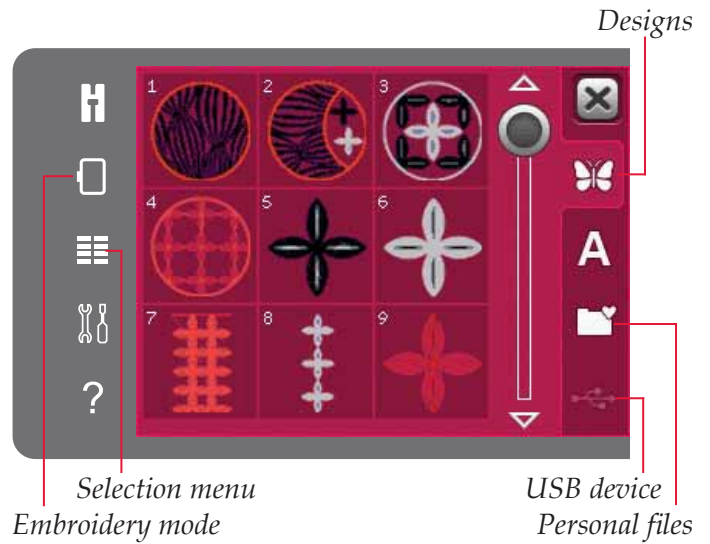 Designs
1 2 3
4 5 6
A
7 8 9
?
Selection menu
USB device
Embroidery mode
Personal files